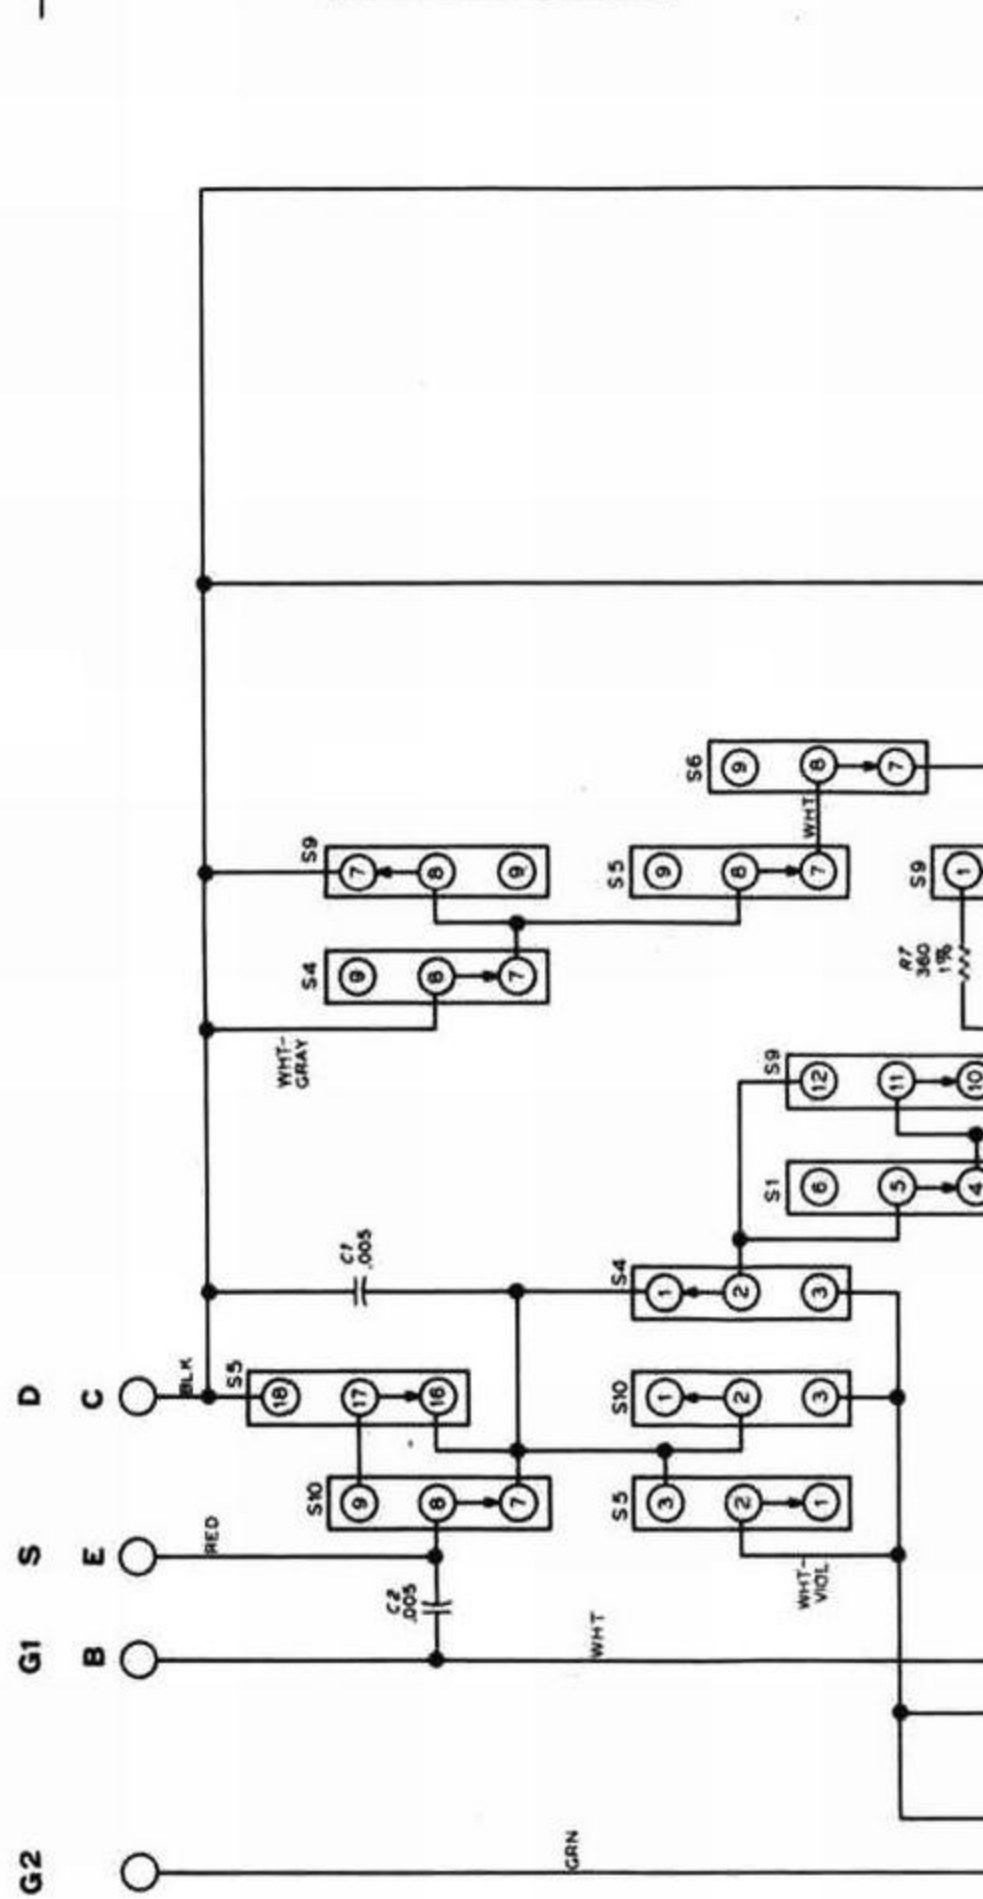 S6
9
8
7
WHT
S9
7
8
9
S5
9
8
7
S9
1
S4
9
8
7
R7
360
1%
WHT-
GRAY
S9
12
11
10
S1
6
5
4
C1
.005
S4
1
2
3
D
C
BLK
S5
18
17
16
S10
1
2
3
S10
9
8
7
S5
3
2
1
S
E
RED
C2
.005
WHT-
VIOL
G1
B
WHT
G2
GRN